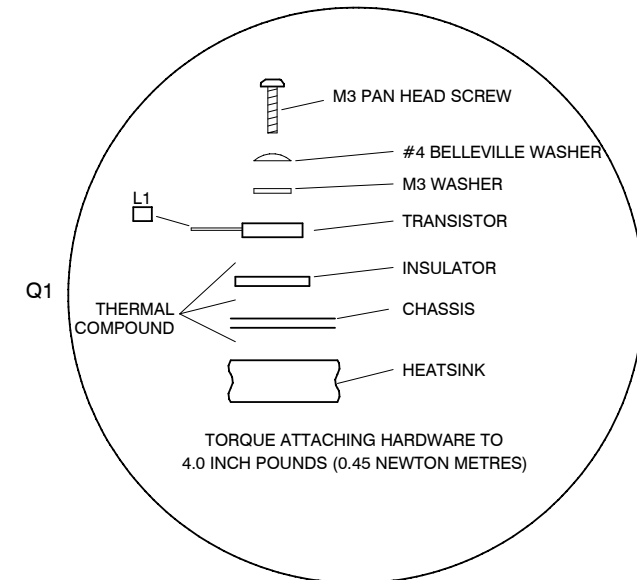 M3 PAN HEAD SCREW
#4 BELLEVILLE WASHER
M3 WASHER
L1
TRANSISTOR
Q1
INSULATOR
THERMAL
COMPOUND
CHASSIS
HEATSINK
TORQUE ATTACHING HARDWARE TO
4.0 INCH POUNDS (0.45 NEWTON METRES)